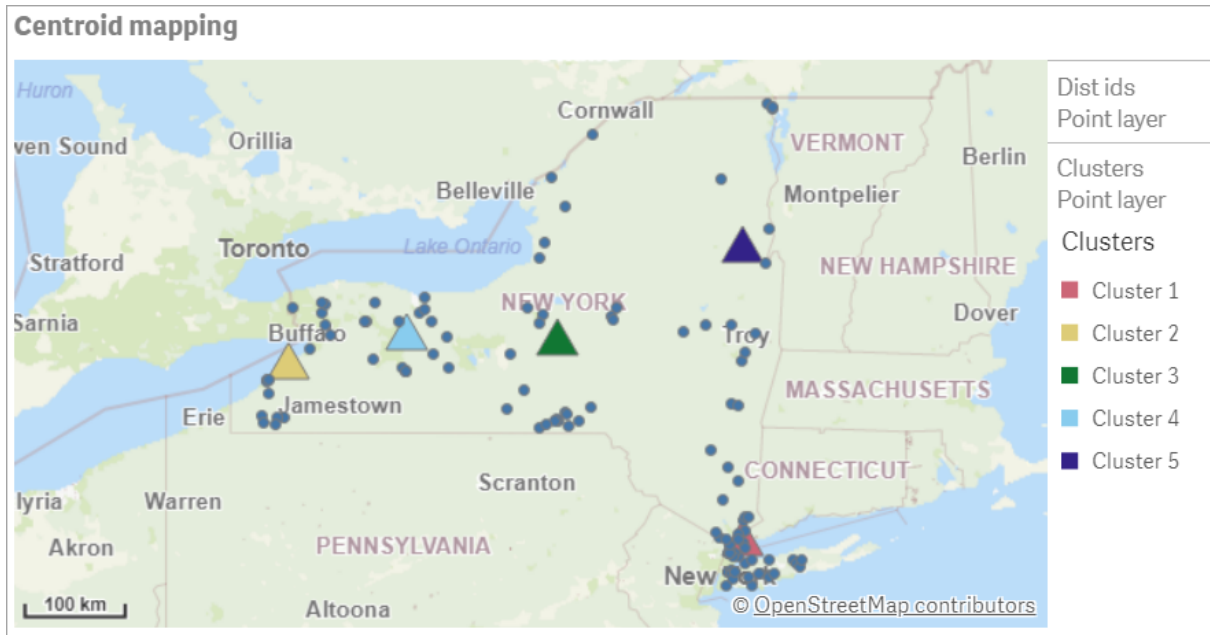 Centroid mapping
Huron
Cornwall
Dist ids
Point layer
ven Sound
Orillia
VERMONT
Berlin
Clusters
Point layer
Belleville
Montpelier
Toronto
Lake Ontario
Clusters
Stratford
NEW HAMPSHIRE
Cluster 1
NEW YORK
Sarnia
Buffalo
Troy
Dover
Cluster 2
Cluster 3
MASSACHUSETTS
Erie
Jamestown
Cluster 4
CONNECTICUT
Cluster 5
Scranton
lyria
Warren
Akron
PENNSYLVANIA
New York
100 km
Altoona
© OpenStreetMap contributors